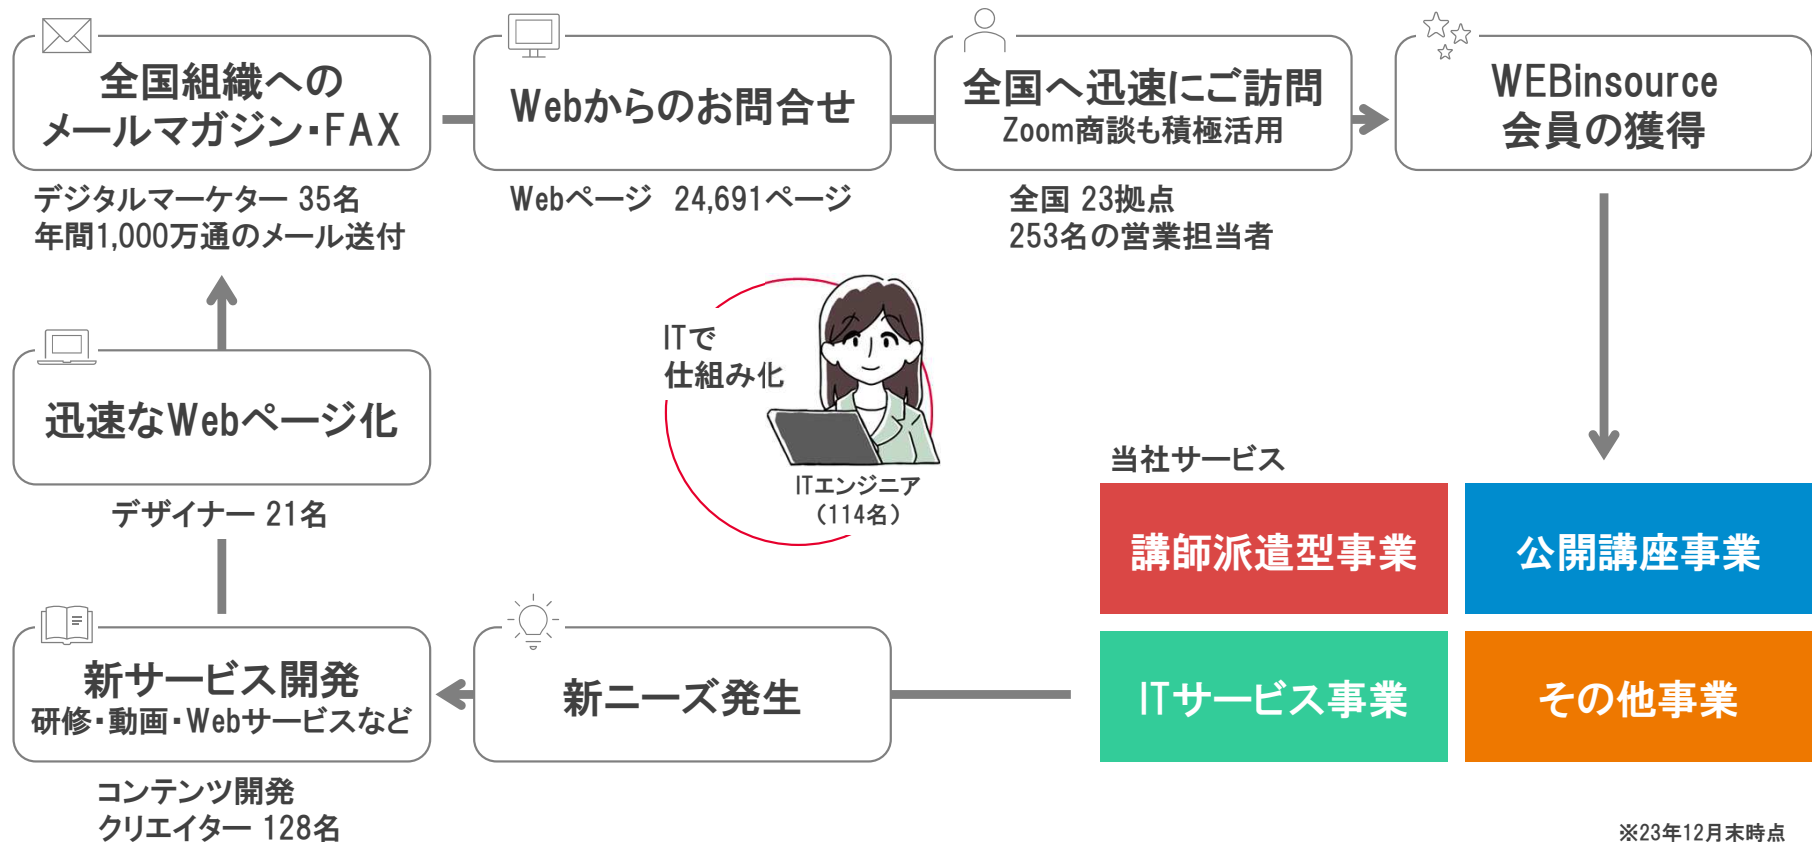 全国組織への
メールマガジン・FAX
デジタルマーケター 35名
年間1,000万通のメール送付
Webからのお問合せ
Webページ　24,691ページ
全国へ迅速にご訪問
Zoom商談も積極活用
全国 23拠点
253名の営業担当者
WEBinsource
会員の獲得
ITで
仕組み化
ITエンジニア
（114名）
迅速なWebページ化
デザイナー 21名
当社サービス
講師派遣型事業
公開講座事業
ITサービス事業
その他事業
新ニーズ発生
新サービス開発
研修・動画・Webサービスなど
コンテンツ開発
クリエイター 128名
※23年12月末時点